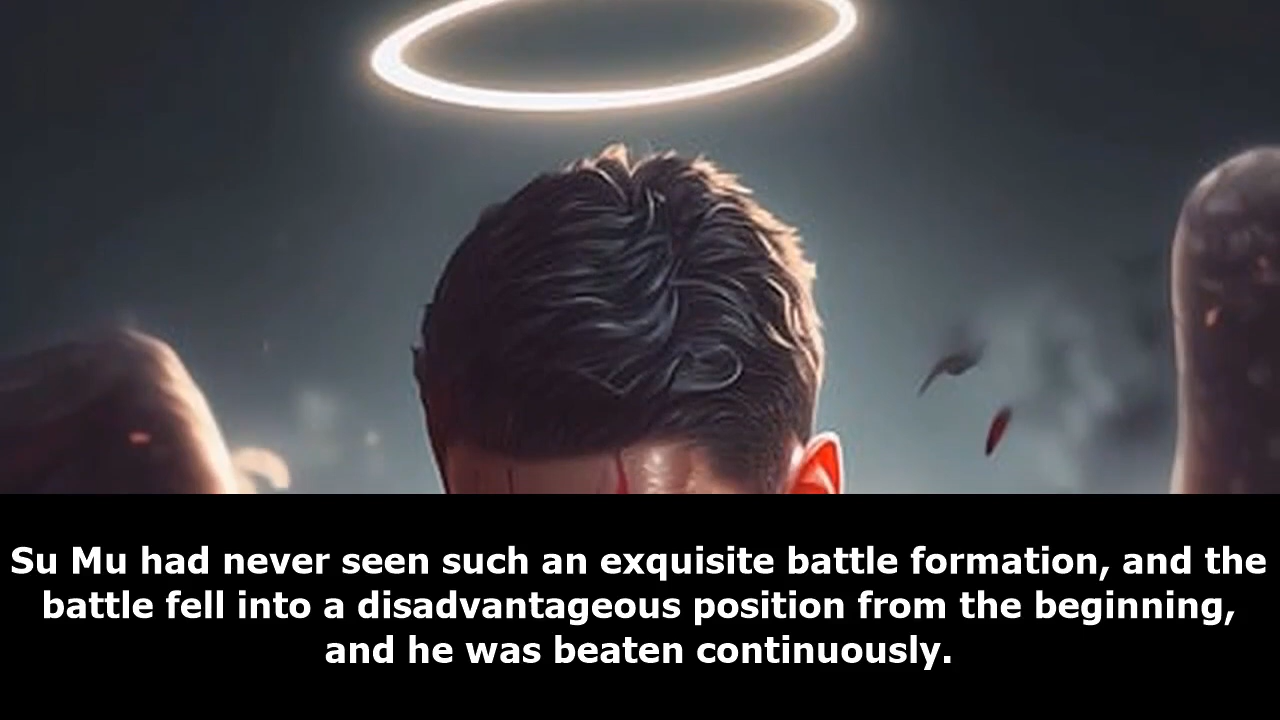 Su Mu had never seen such an exquisite battle formation, and the
battle fell into a disadvantageous position from the beginning,
and he was beaten continuously.